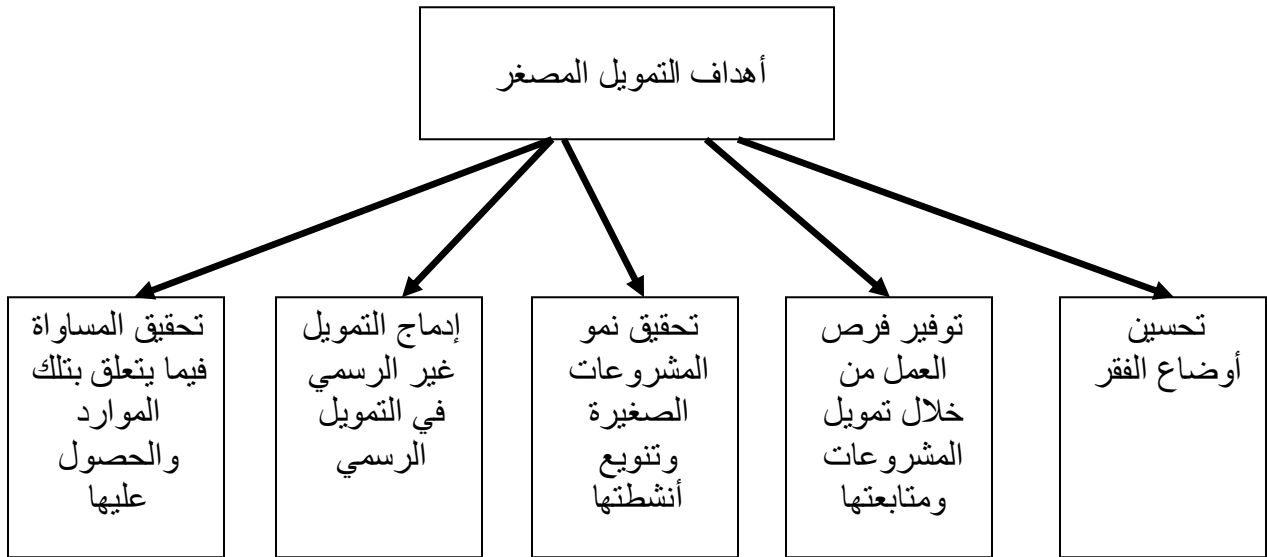 أهداف التمويل المصغر
تحسين
أوضاع الفقر
توفير فرص
العمل من
خلال تمويل
المشروعات
ومتابعتها
تحقيق نمو
المشروعات
الصغيرة
وتنويع
أنشطتها
إدماج التمويل
غير الرسمي
في التمويل
الرسمي
تحقيق المساواة
فيما يتعلق بتلك
الموارد
والحصول
عليها